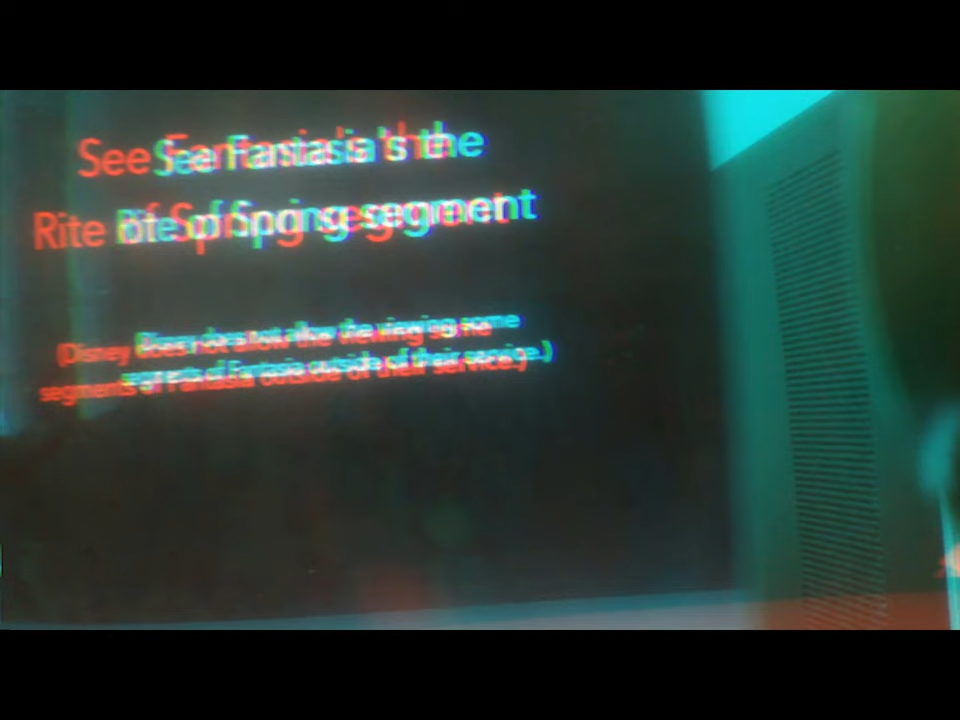 See Fantasia's the
Rite of Spring segment
(Disney does not allow the viewing some
segments of Fantasia outside of their service.)